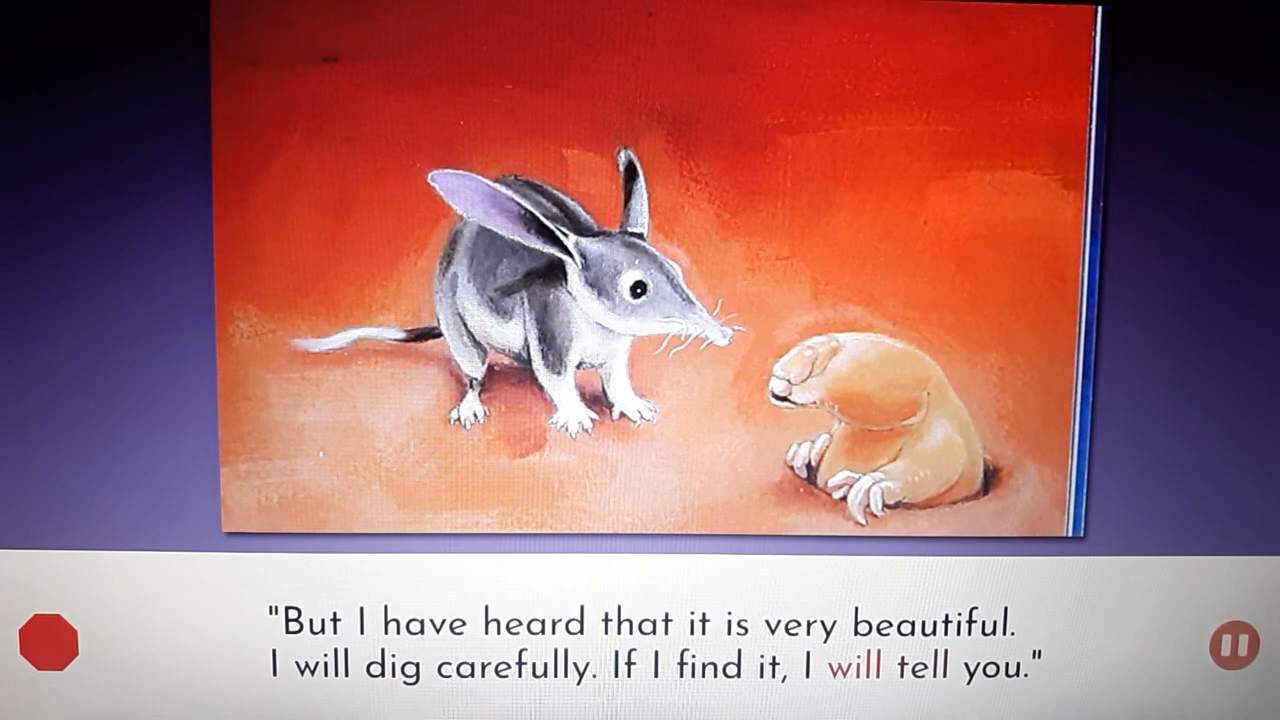 "But I have heard that it is very beautiful.
I will dig carefully. If I find it, I will tell you."